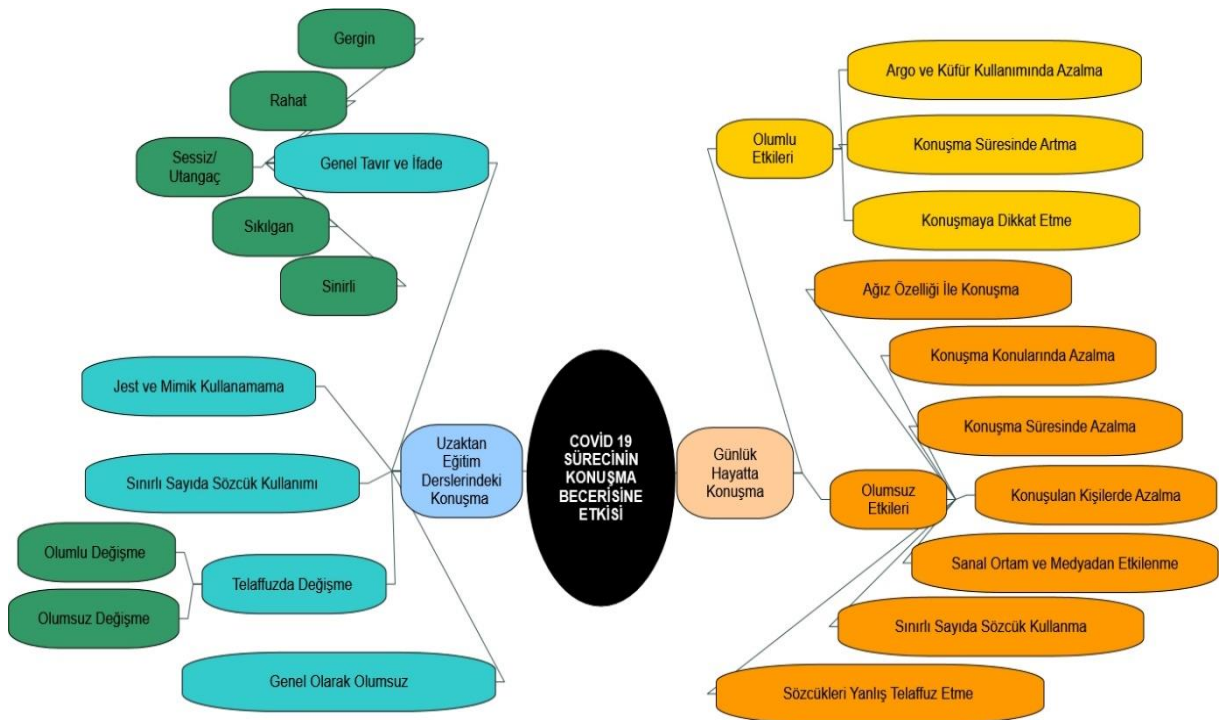 Gergin
Rahat
Sessiz/
Utangaç
Genel Tavır ve İfade
Sıkılgan
Sinirli
Jest ve Mimik Kullanamama
Sınırlı Sayıda Sözcük Kullanımı
Olumlu Değişme
Telaffuzda Değişme
Olumsuz Değişme
Genel Olarak Olumsuz
Uzaktan
Eğitim
Derslerindeki
Konuşma
COVİD 19
SÜRECİNİN
KONUŞMA
BECERİSİNE
ETKİSİ
Günlük
Hayatta
Konuşma
Olumlu
Etkileri
Argo ve Küfür Kullanımında Azalma
Konuşma Süresinde Artma
Konuşmaya Dikkat Etme
Olumsuz
Etkileri
Ağız Özelliği İle Konuşma
Konuşma Konularında Azalma
Konuşma Süresinde Azalma
Konuşulan Kişilerde Azalma
Sanal Ortam ve Medyadan Etkilenme
Sınırlı Sayıda Sözcük Kullanma
Sözcükleri Yanlış Telaffuz Etme